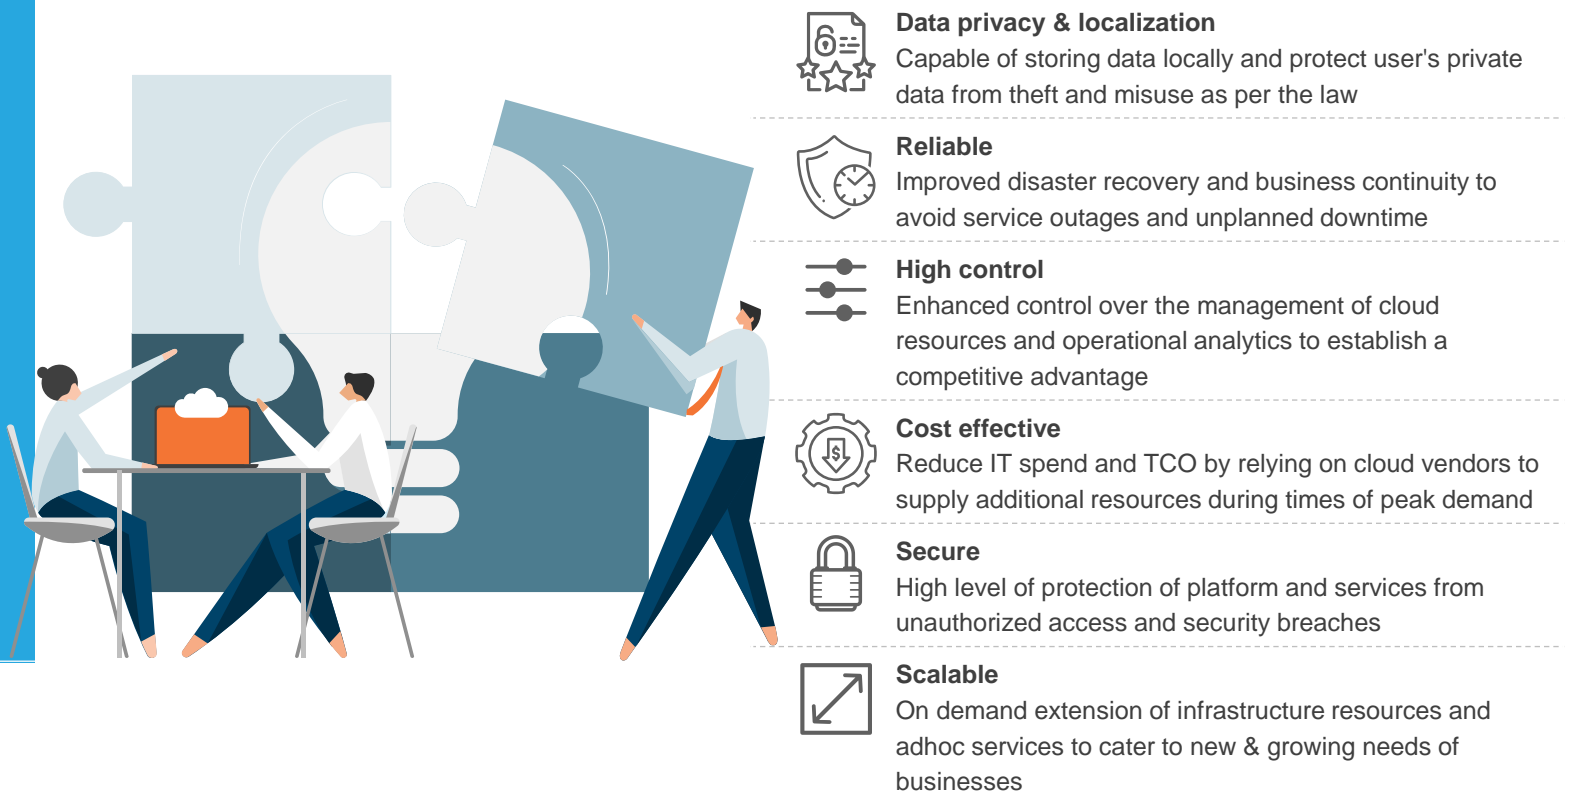 Data privacy & localization
Capable of storing data locally and protect user's private
data from theft and misuse as per the law
Reliable
Improved disaster recovery and business continuity to
avoid service outages and unplanned downtime
High control
Enhanced control over the management of cloud
resources and operational analytics to establish a
competitive advantage
Cost effective
Reduce IT spend and TCO by relying on cloud vendors to
supply additional resources during times of peak demand
Secure
High level of protection of platform and services from
unauthorized access and security breaches
Scalable
On demand extension of infrastructure resources and
adhoc services to cater to new & growing needs of
businesses